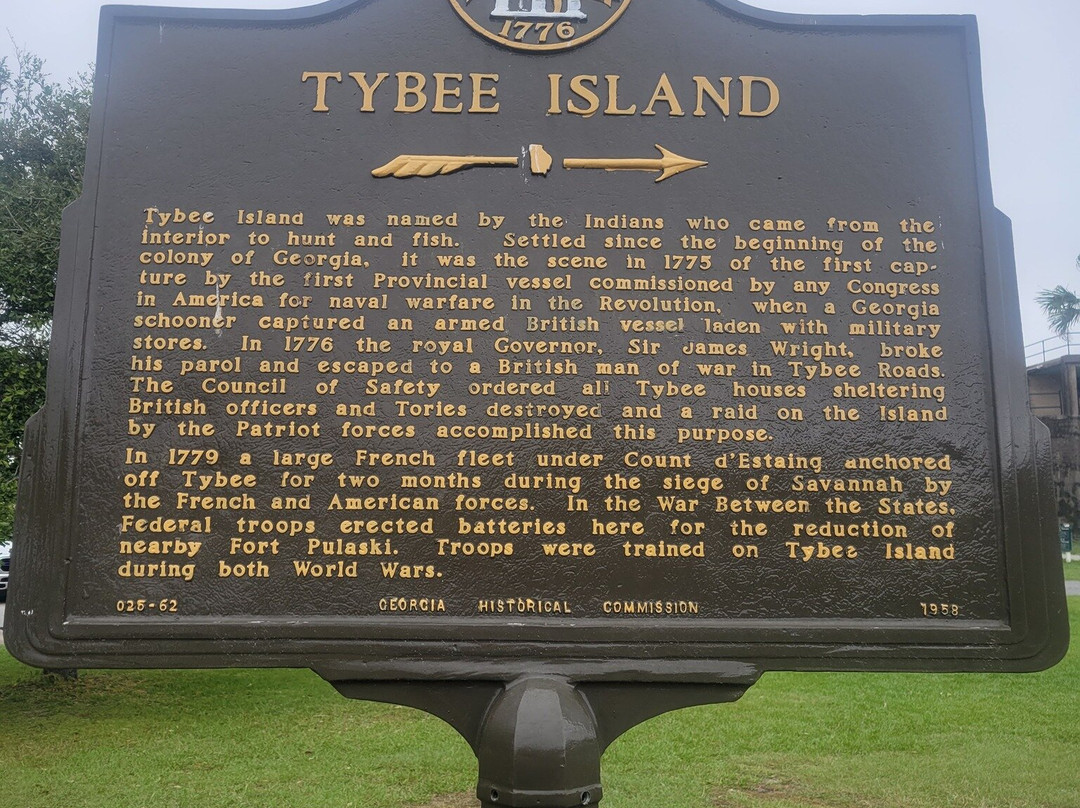 1776
TYBEE ISLAND
Tybee Island was named by the Indians who came from the
interior to hunt and fish. Settled since the beginning of the
colony of Georgia, it was the scene in 1775 of the first cap-
ture by the first Provincial vessel commissioned by any Congress
in America for naval warfare in the Revolution, when a Georgia
schooner captured an armed British vessel laden with military
stores. In 1776 the royal Governor, Sir James Wright, broke
his parol and escaped to a British man of war in Tybee Roads.
The Council of Safety ordered all Tybee houses sheltering
British officers and Tories destroyed and a raid on the Island
by the Patriot forces accomplished this purpose.
In 1779 a large French fleet under Count d'Estaing anchored
off Tybee for two months during the siege of Savannah by
the French and American forces. In the War Between the States,
Federal troops erected batteries here for the reduction of
nearby Fort Pulaski. Troops were trained on Tybee Island
during both World Wars.
025-62 GEORGIA HISTORICAL COMMISSION 1958